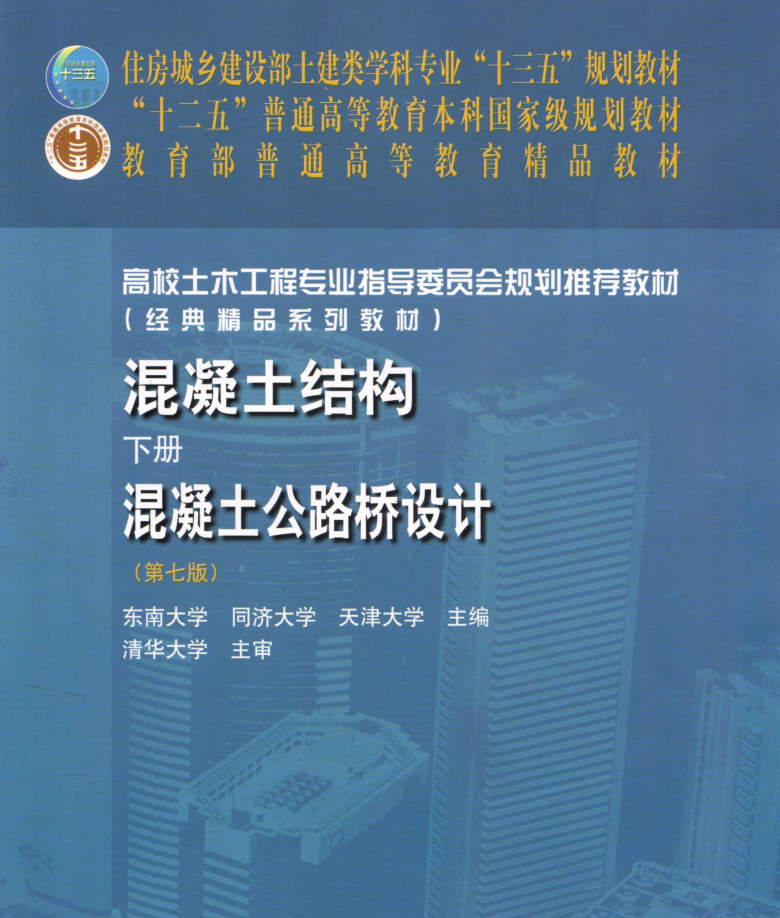 十三五
住房城乡建设部土建类学科专业“十三五”规划教材
“十二五”普通高等教育本科国家级规划教材
教育部普通高等教育精品教材
十二五
高校土木工程专业指导委员会规划推荐教材
(经典精品系列教材)
混凝土结构
下册
混凝土公路桥设计
(第七版)
东南大学 同济大学 天津大学 主编
清华大学 主审